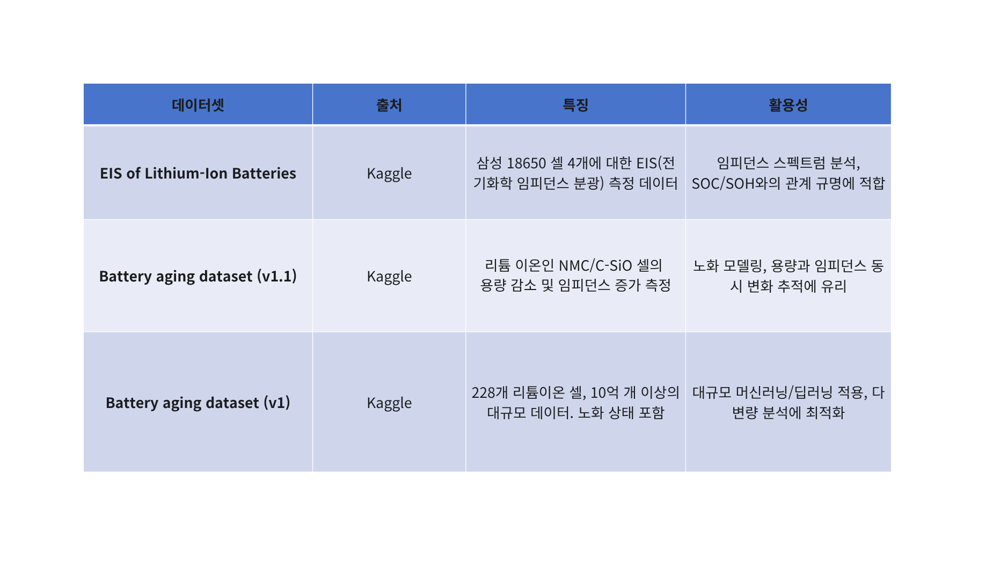 데이터셋
출처
특징
활용성
EIS of Lithium-Ion Batteries
Kaggle
삼성 18650 셀 4개에 대한 EIS(전
기화학 임피던스 분광) 측정 데이터
임피던스 스펙트럼 분석,
SOC/SOH와의 관계 규명에 적합
Battery aging dataset (v1.1)
Kaggle
리튬 이온인 NMC/C-SiO 셀의
용량 감소 및 임피던스 증가 측정
노화 모델링, 용량과 임피던스 동
시 변화 추적에 유리
Battery aging dataset (v1)
Kaggle
228개 리튬이온 셀, 10억 개 이상의
대규모 데이터. 노화 상태 포함
대규모 머신러닝/딥러닝 적용, 다
변량 분석에 최적화